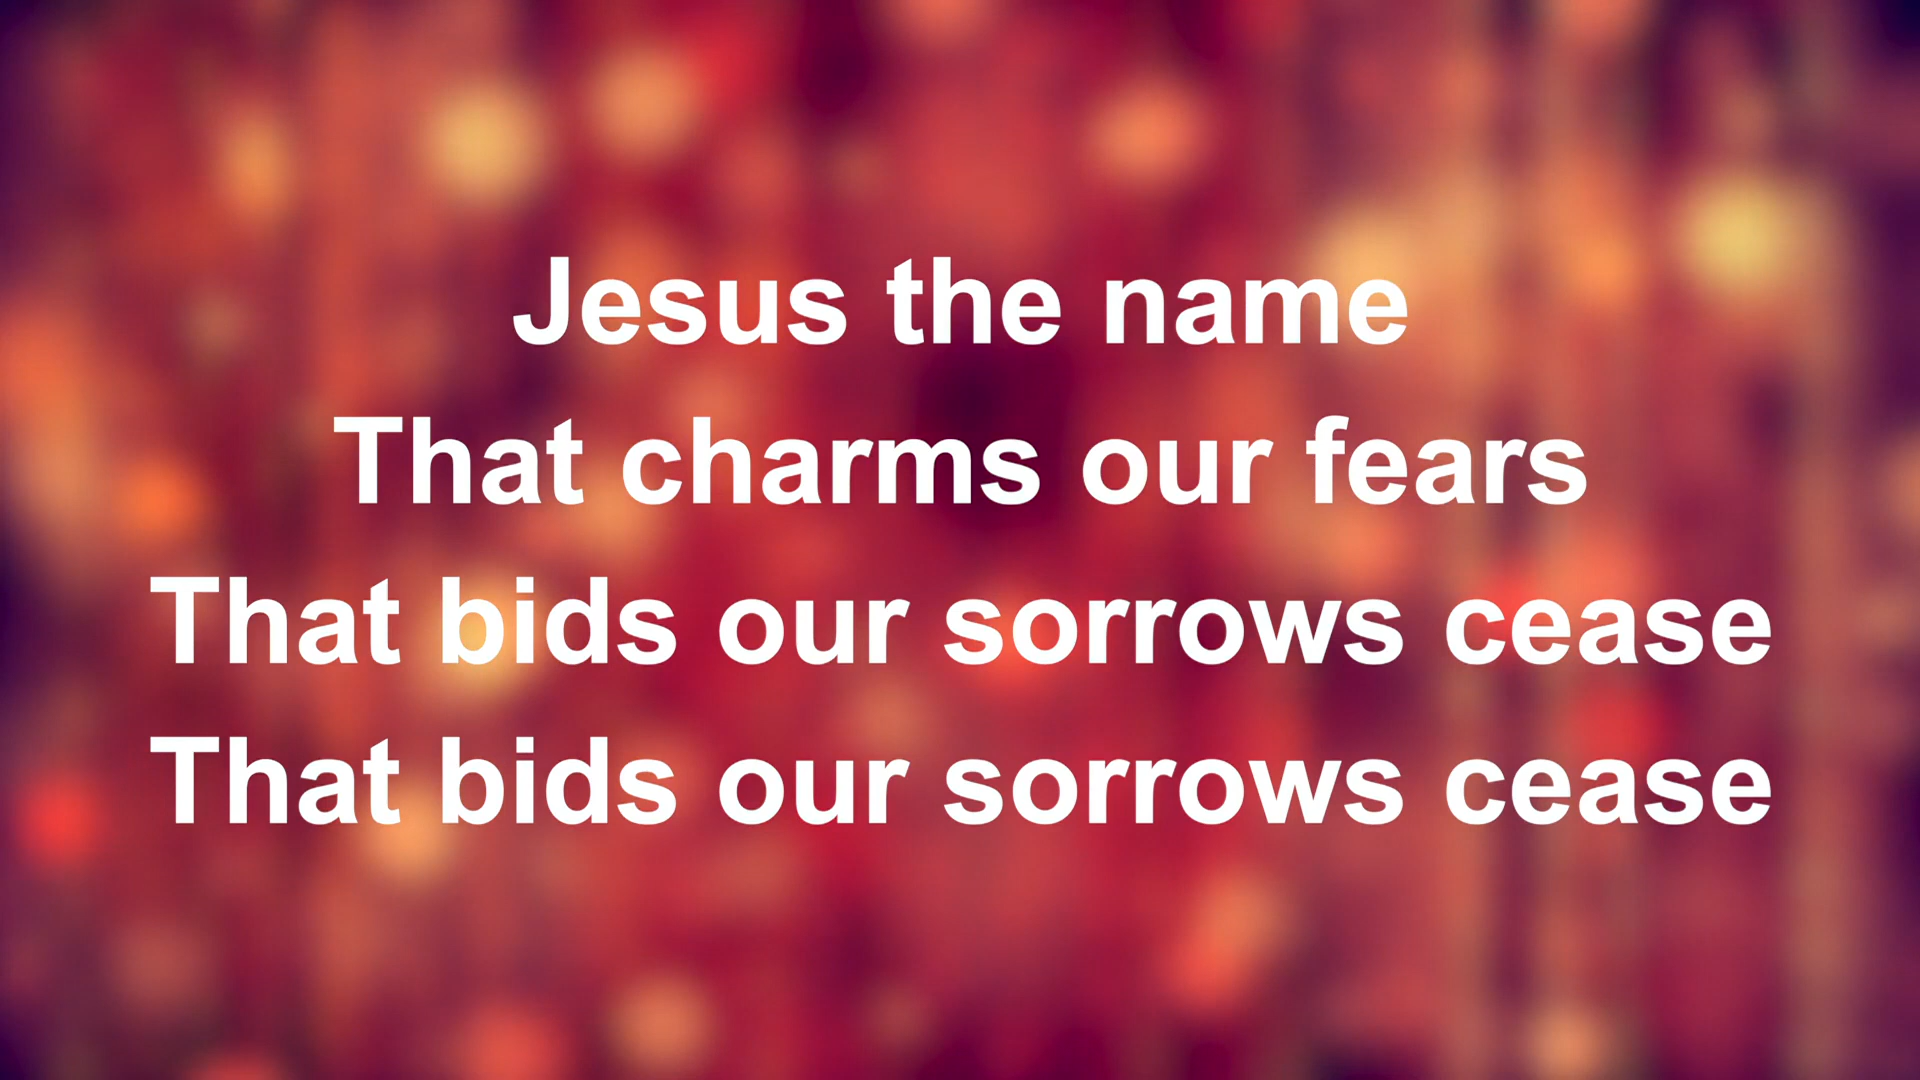 Jesus the name
That charms our fears
That bids our sorrows cease
That bids our sorrows cease